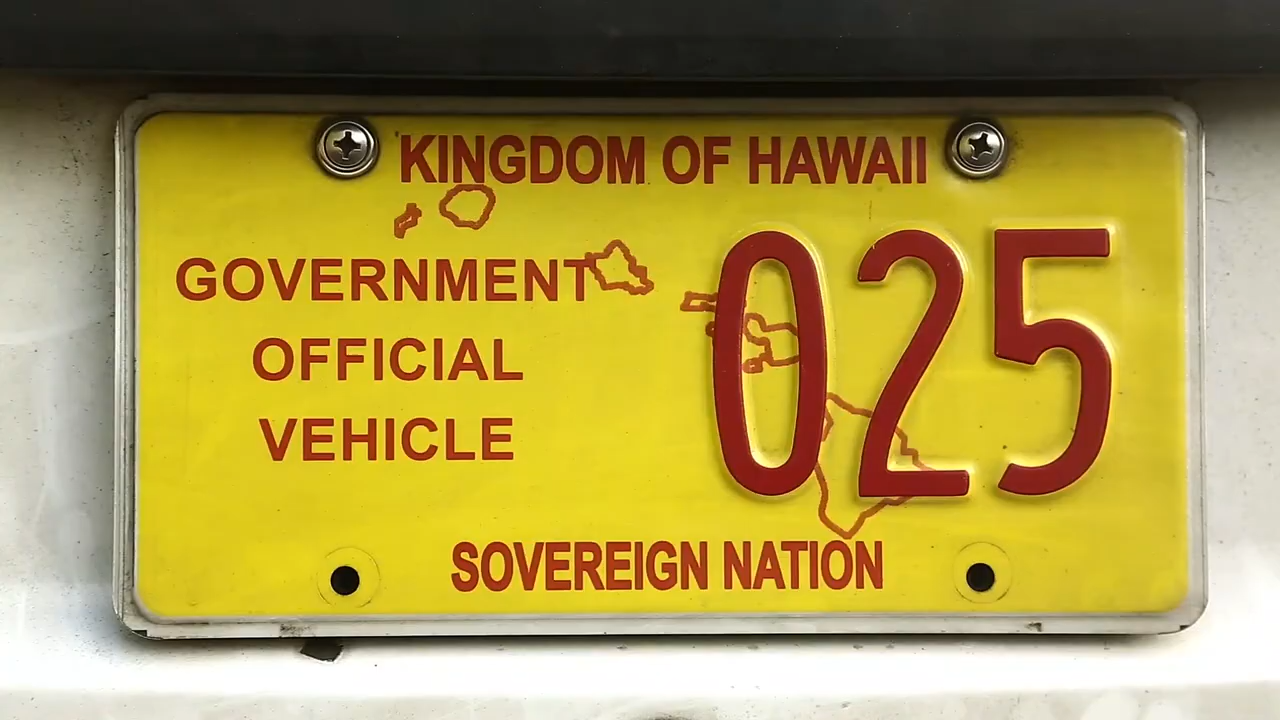 KINGDOM OF HAWAII
GOVERNMENT
OFFICIAL
VEHICLE
025
SOVEREIGN NATION